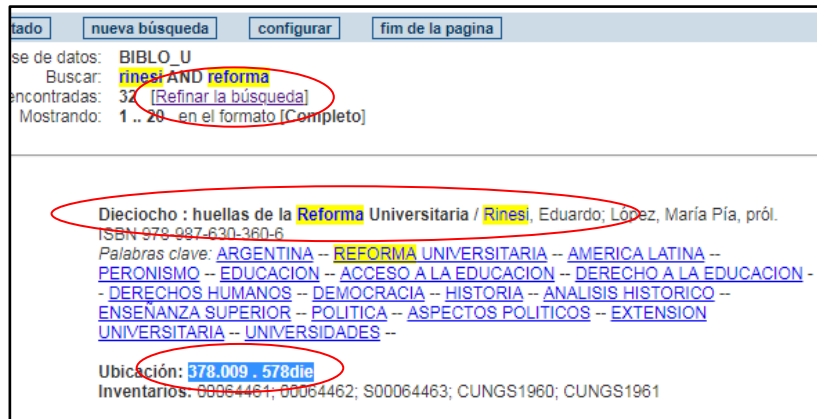 tado nueva búsqueda configurar fim de la pagina
se de datos: BIBLO_U
Buscar: rinesi AND reforma
encontradas: 32 [Refinar la búsqueda]
Mostrando: 1 .. 20 en el formato [Completo]
Dieciocho : huellas de la Reforma Universitaria / Rinesi, Eduardo; López, María Pía, pról.
ISBN 978-987-630-360-6
Palabras clave: ARGENTINA -- REFORMA UNIVERSITARIA -- AMERICA LATINA --
PERONISMO -- EDUCACION -- ACCESO A LA EDUCACION -- DERECHO A LA EDUCACION -
- DERECHOS HUMANOS -- DEMOCRACIA -- HISTORIA -- ANALISIS HISTORICO --
ENSEÑANZA SUPERIOR -- POLITICA -- ASPECTOS POLITICOS -- EXTENSION
UNIVERSITARIA -- UNIVERSIDADES --
Ubicación: 378.009 . 578die
Inventarios: 00064461; 00064462; S00064463; CUNGS1960; CUNGS1961